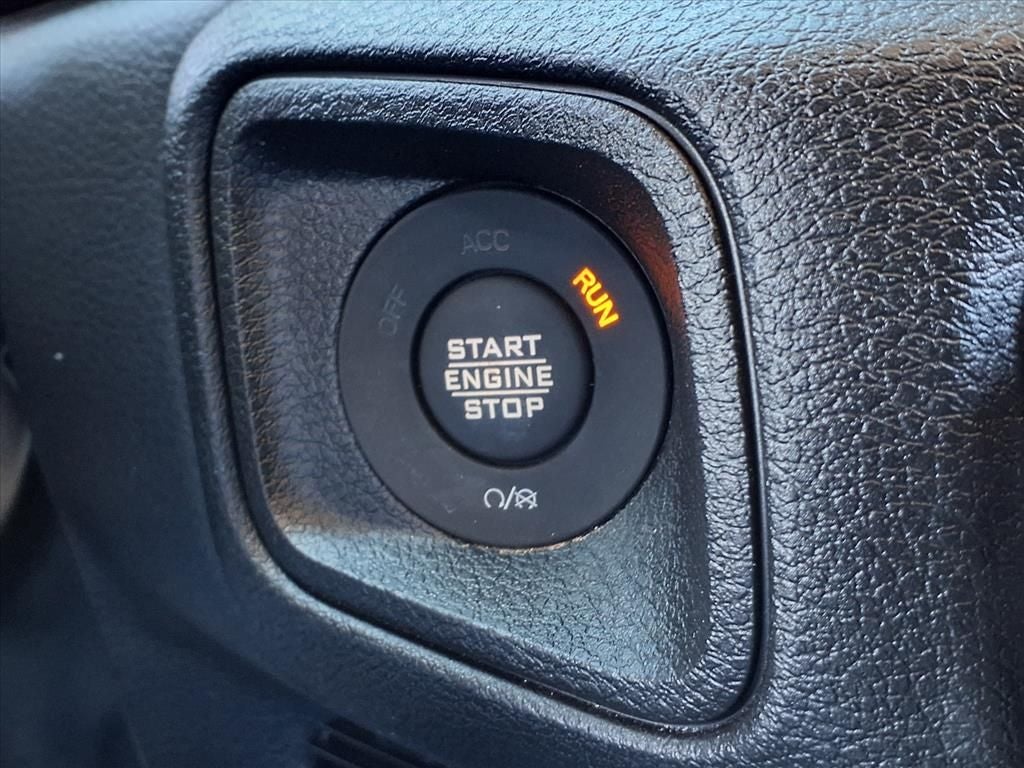 ACC
OFF
RUN
START
ENGINE
STOP